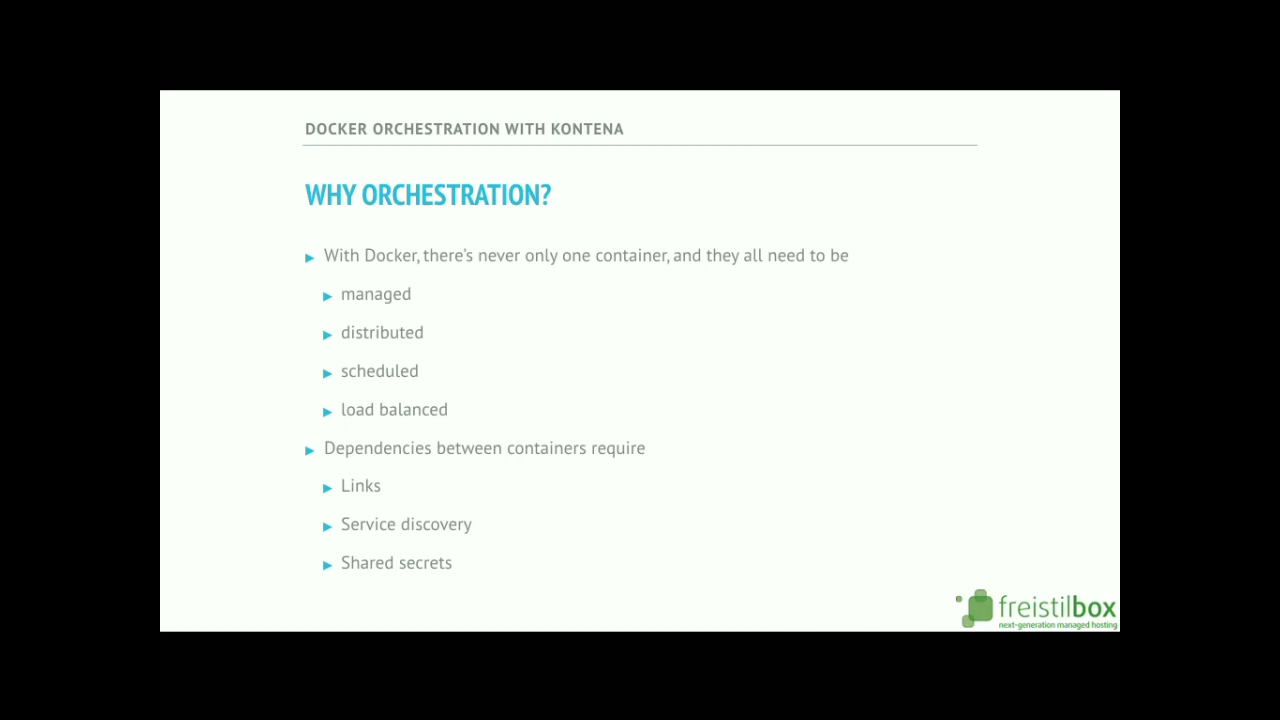 DOCKER ORCHESTRATION WITH KONTENA
WHY ORCHESTRATION?
With Docker, there's never only one container, and they all need to be
managed
distributed
scheduled
load balanced
Dependencies between containers require
Links
Service discovery
Shared secrets
freistilbox
next-generation managed hosting